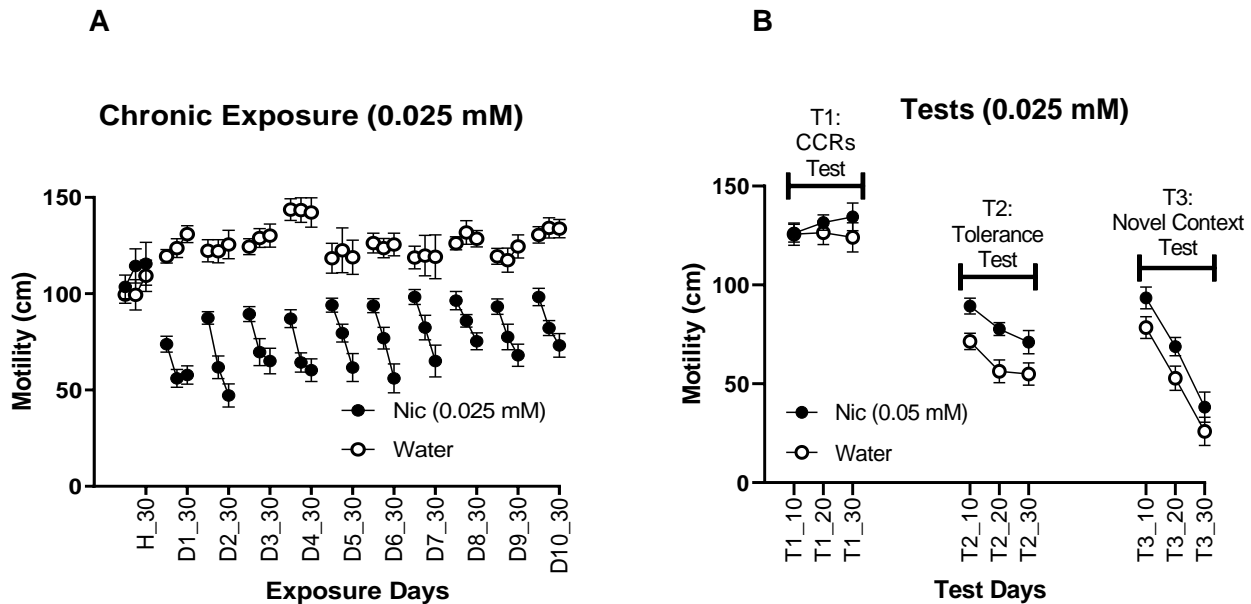 A
Chronic Exposure (0.025 mM)
Motility (cm)
150
100
50
0
Nic (0.025 mM)
Water
H_30
D1_30
D2_30
D3_30
D4_30
D5_30
D6_30
D7_30
D8_30
D9_30
D10_30
Exposure Days
B
Tests (0.025 mM)
T1:
CCRs
Test
T2:
Tolerance
Test
T3:
Novel Context
Test
Motility (cm)
150
100
50
0
Nic (0.05 mM)
Water
T1_10
T1_20
T1_30
T2_10
T2_20
T2_30
T3_10
T3_20
T3_30
Test Days